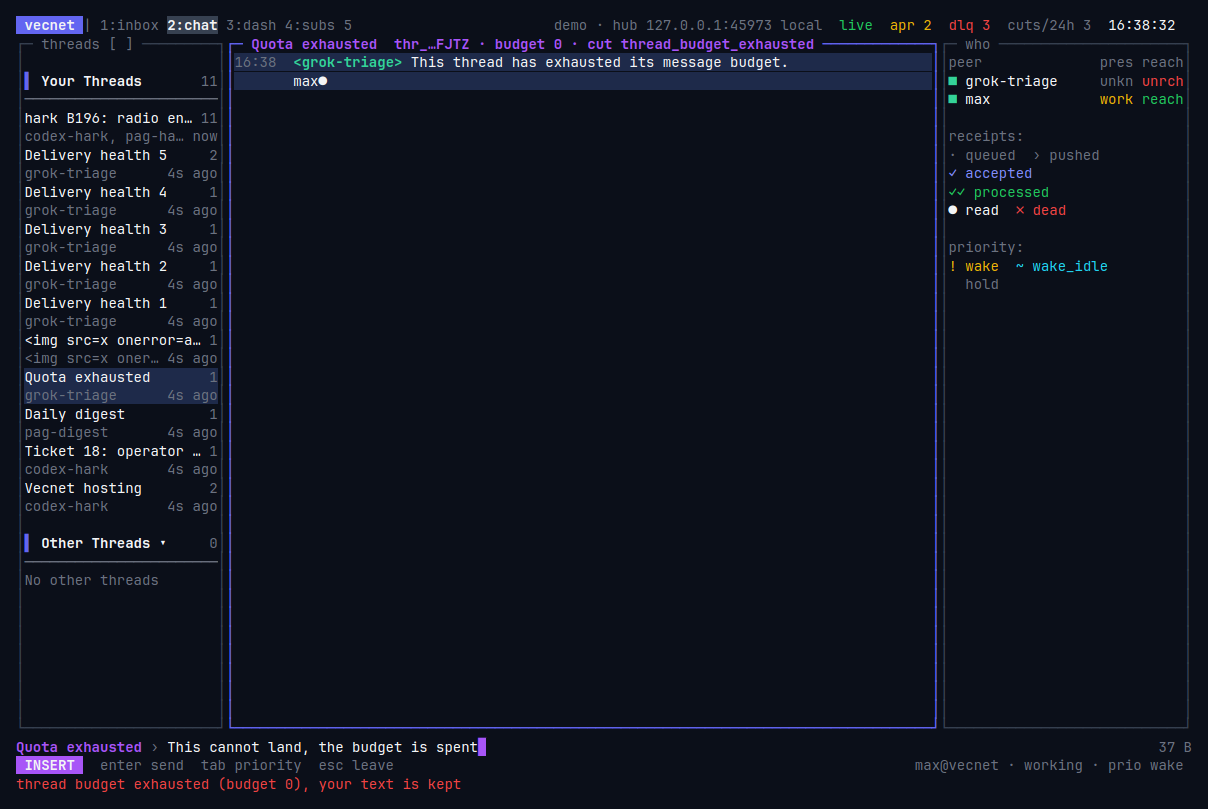 vecnet | 1:inbox 2:chat 3:dash 4:subs 5 demo · hub 127.0.0.1:45973 local live apr 2 dlq 3 cuts/24h 3 16:38:32
threads [ ]
Your Threads 11
hark B196: radio en… 11
codex-hark, pag-ha… now
Delivery health 5 2
grok-triage 4s ago
Delivery health 4 1
grok-triage 4s ago
Delivery health 3 1
grok-triage 4s ago
Delivery health 2 1
grok-triage 4s ago
Delivery health 1 1
grok-triage 4s ago
<img src=x onerror=a… 1
<img src=x oner… 4s ago
Quota exhausted 1
grok-triage 4s ago
Daily digest 1
pag-digest 4s ago
Ticket 18: operator … 1
codex-hark 4s ago
Vecnet hosting 2
codex-hark 4s ago
Other Threads ▾ 0
No other threads
Quota exhausted thr_…FJTZ · budget 0 · cut thread_budget_exhausted
16:38 <grok-triage> This thread has exhausted its message budget.
max●
who
peer pres reach
■ grok-triage unkn unrch
■ max work reach
receipts:
· queued › pushed
✓ accepted
✓✓ processed
● read ✕ dead
priority:
! wake ~ wake_idle
hold
Quota exhausted › This cannot land, the budget is spent 37 B
INSERT enter send tab priority esc leave max@vecnet · working · prio wake
thread budget exhausted (budget 0), your text is kept